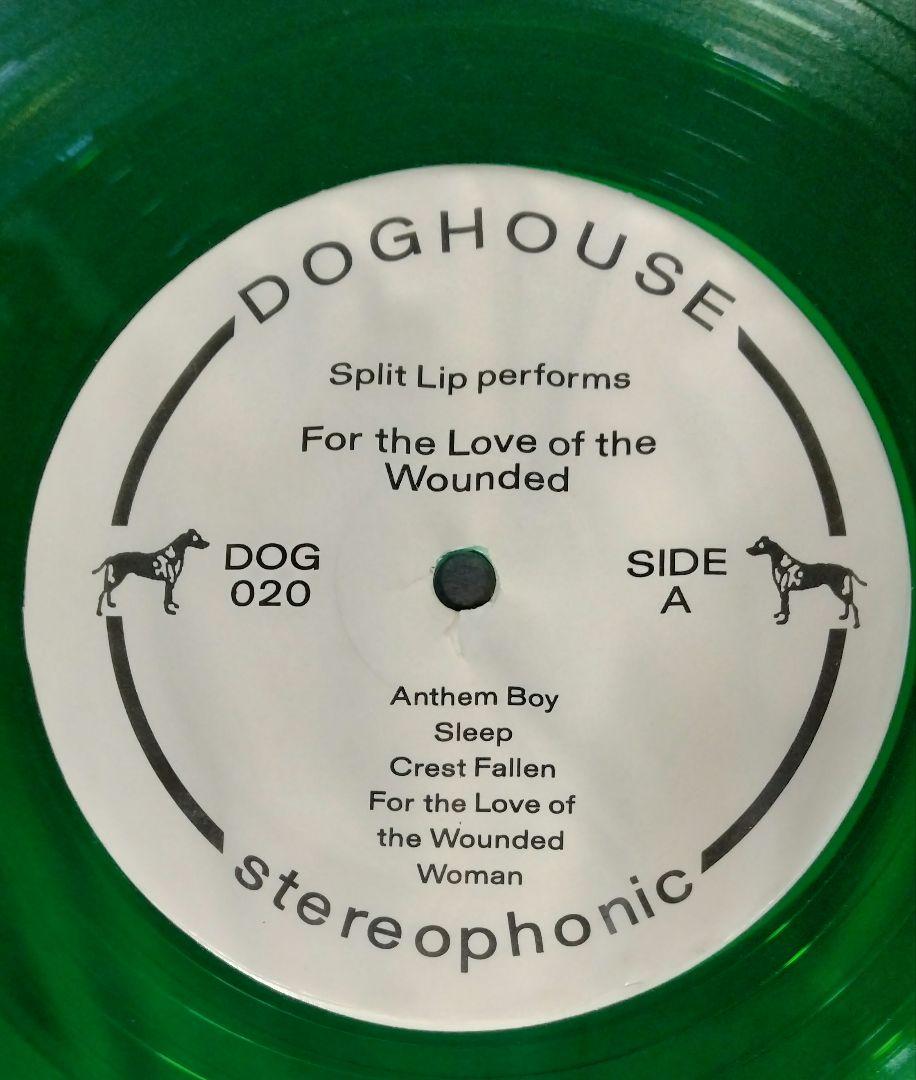 DOGHOUSE
Split Lip performs
For the Love of the
Wounded
DOG
020
SIDE
A
Anthem Boy
Sleep
Crest Fallen
For the Love of
the Wounded
Woman
stereophonic